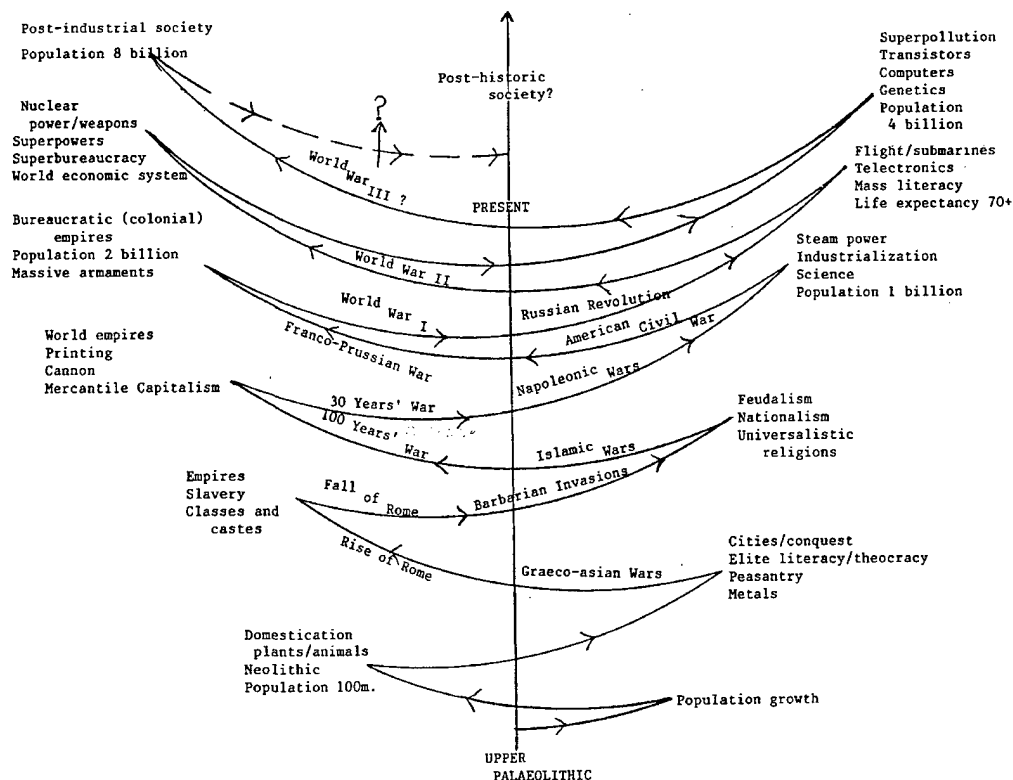 Post-industrial society
Population 8 billion
Post-historic
society?
?
Superpollution
Transistors
Computers
Genetics
Population
4 billion
Nuclear
power/weapons
Superpowers
Superbureaucracy
World economic system
World War III ?
PRESENT
Flight/submarines
Telectronics
Mass literacy
Life expectancy 70+
Bureaucratic (colonial)
empires
Population 2 billion
Massive armaments
World War II
World War I
Russian Revolution
Steam power
Industrialization
Science
Population 1 billion
Franco-Prussian War
American Civil War
World empires
Printing
Cannon
Mercantile Capitalism
30 Years' War
Napoleonic Wars
100 Years' War
Islamic Wars
Feudalism
Nationalism
Universalistic
religions
Empires
Slavery
Classes and
castes
Fall of Rome
Barbarian Invasions
Rise of Rome
Graeco-asian Wars
Cities/conquest
Elite literacy/theocracy
Peasantry
Metals
Domestication
plants/animals
Neolithic
Population 100m.
Population growth
UPPER
PALAEOLITHIC